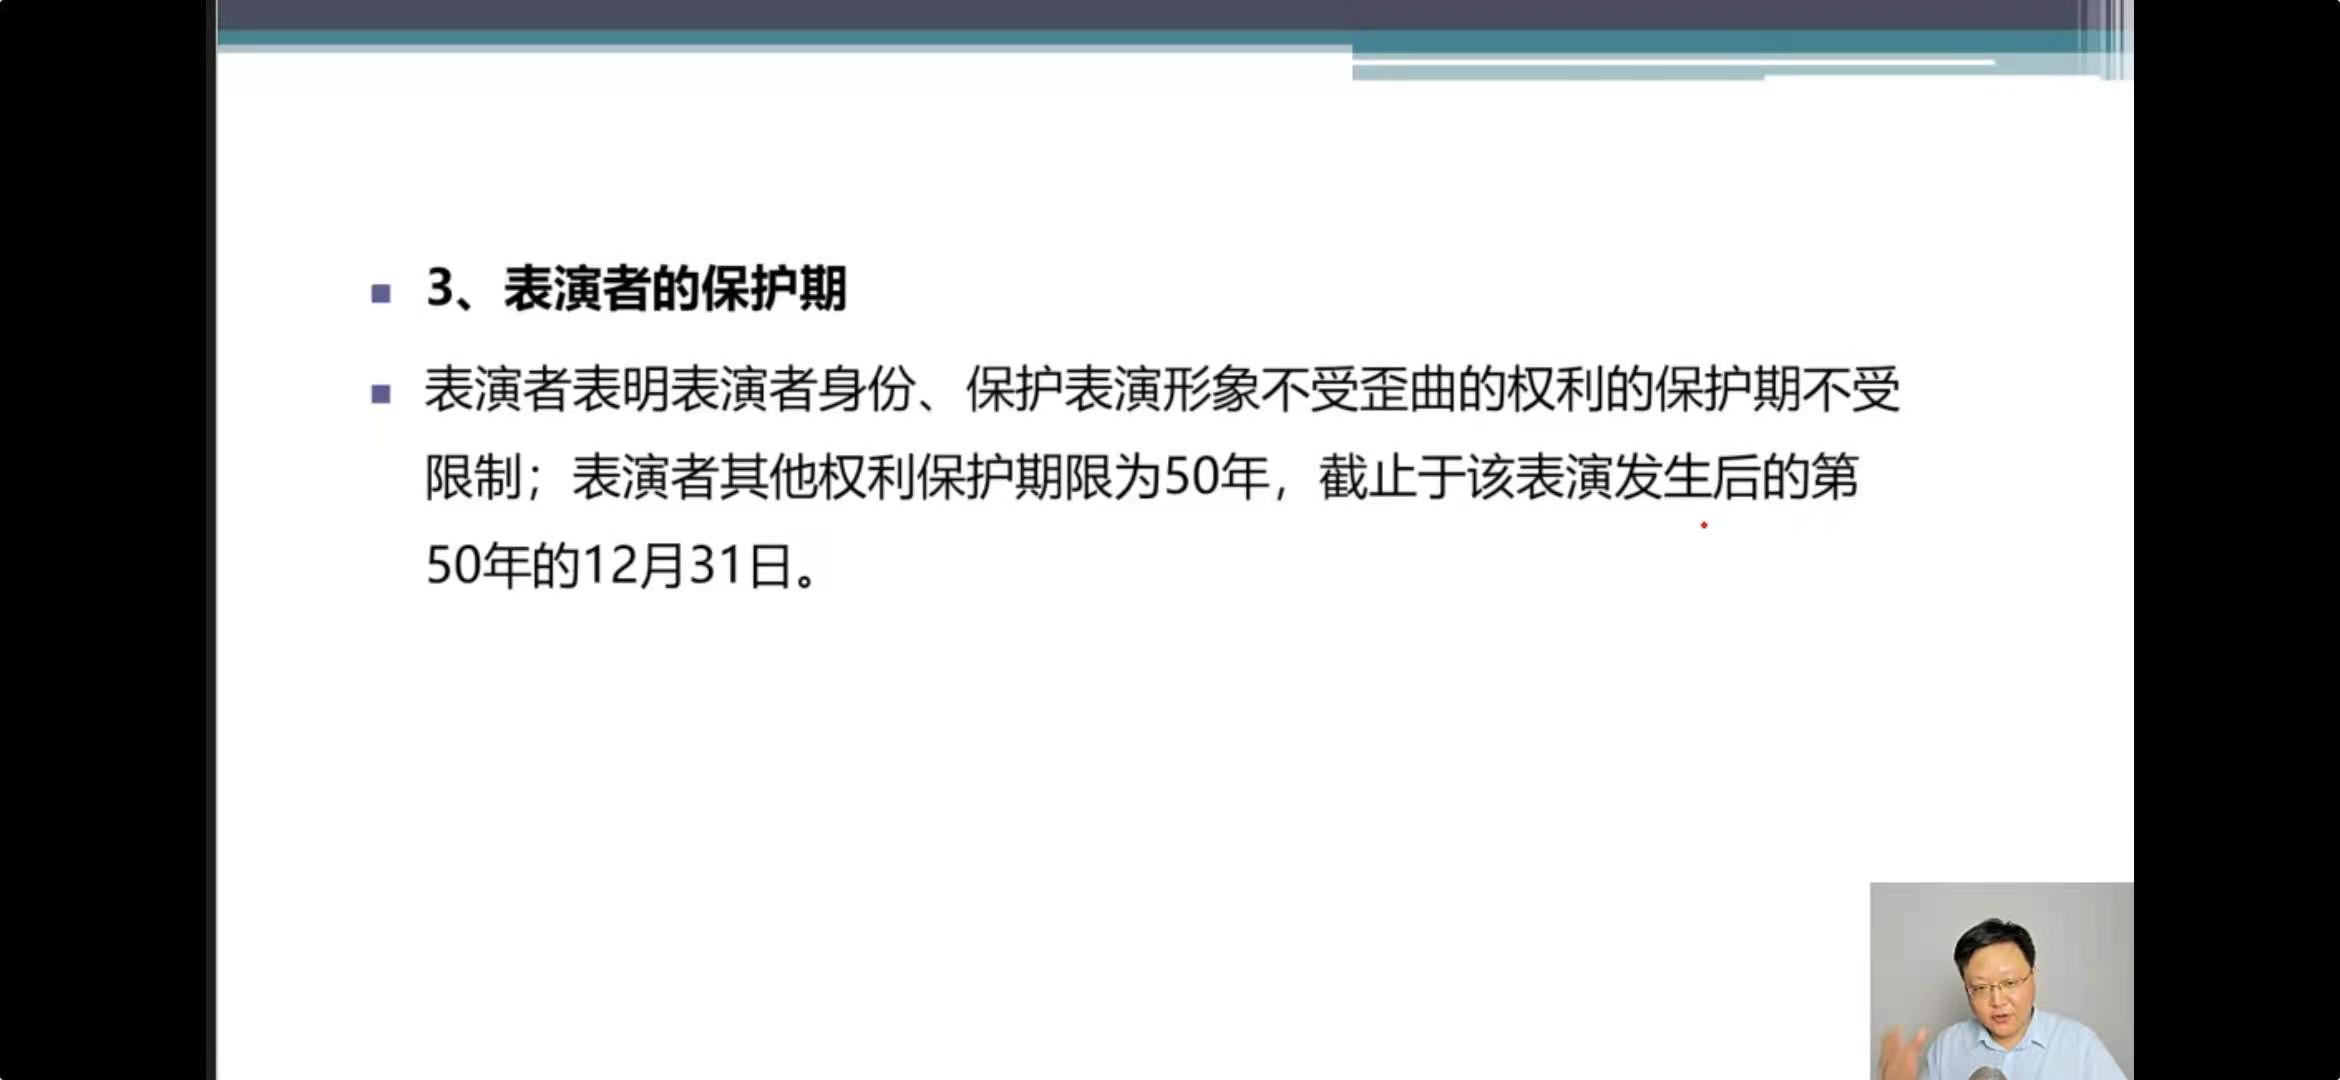 3、表演者的保护期
表演者表明表演者身份、保护表演形象不受歪曲的权利的保护期不受
限制；表演者其他权利保护期限为50年，截止于该表演发生后的第
50年的12月31日。